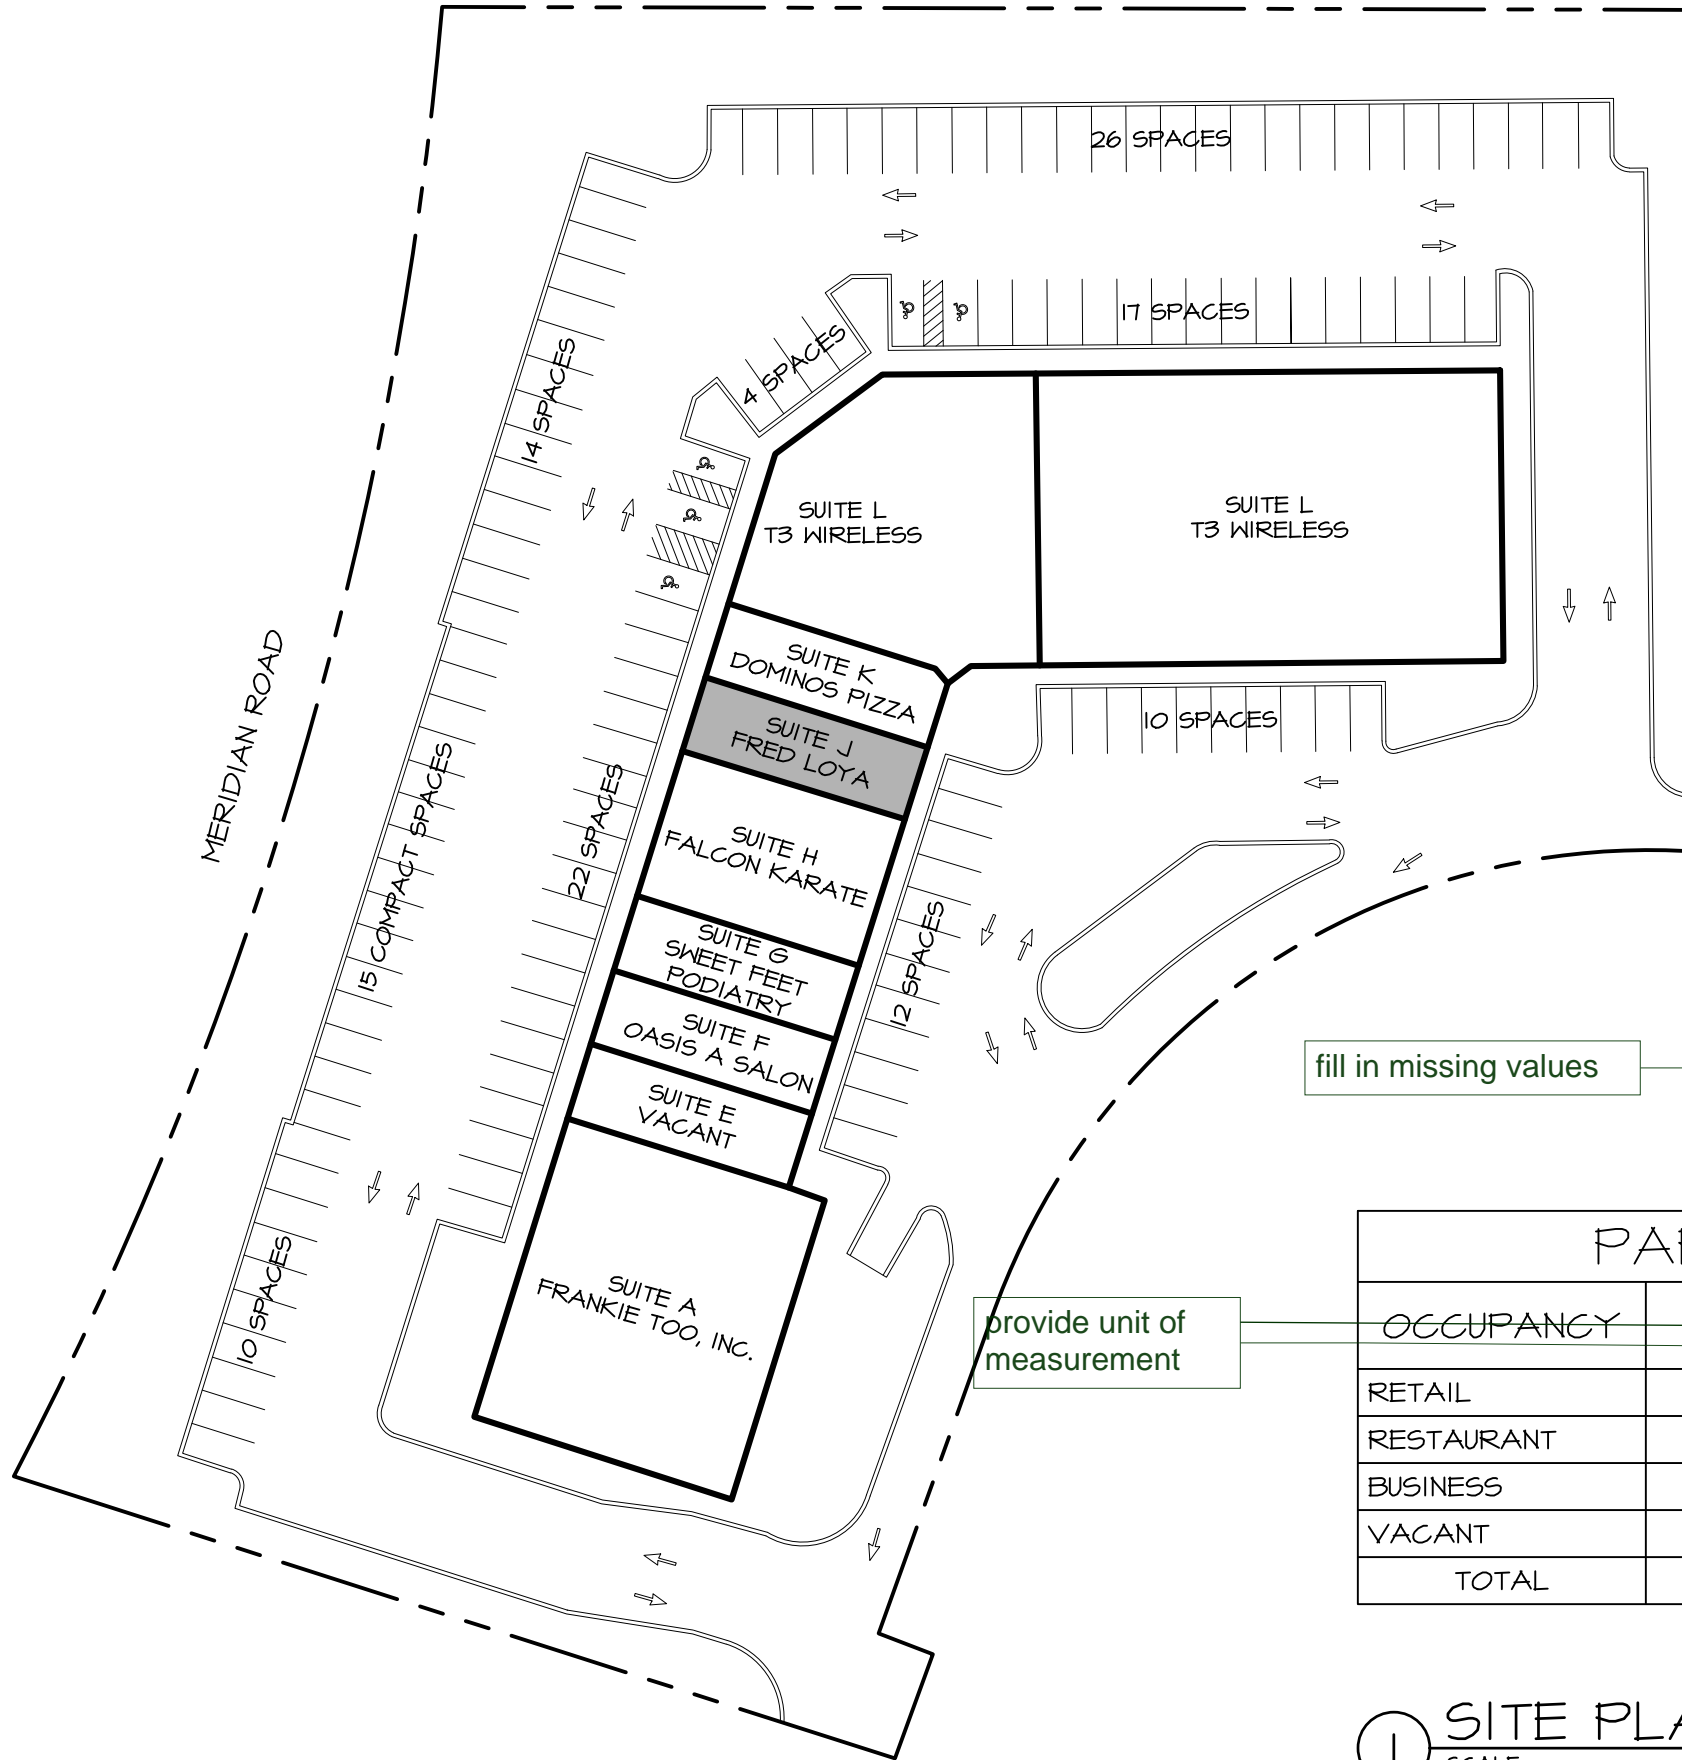 26 SPACES
17 SPACES
4 SPACES
14 SPACES
SUITE L
T3 WIRELESS
SUITE L
T3 WIRELESS
SUITE K
DOMINOS PIZZA
SUITE J
FRED LOYA
10 SPACES
MERIDIAN ROAD
15 COMPACT SPACES
22 SPACES
SUITE H
FALCON KARATE
12 SPACES
SUITE G
SWEET FEET
PODIATRY
SUITE F
OASIS A SALON
SUITE E
VACANT
fill in missing values
10 SPACES
SUITE A
FRANKIE TOO, INC.
provide unit of
measurement
OCCUPANCY
RETAIL
RESTAURANT
BUSINESS
VACANT
TOTAL
1
SITE